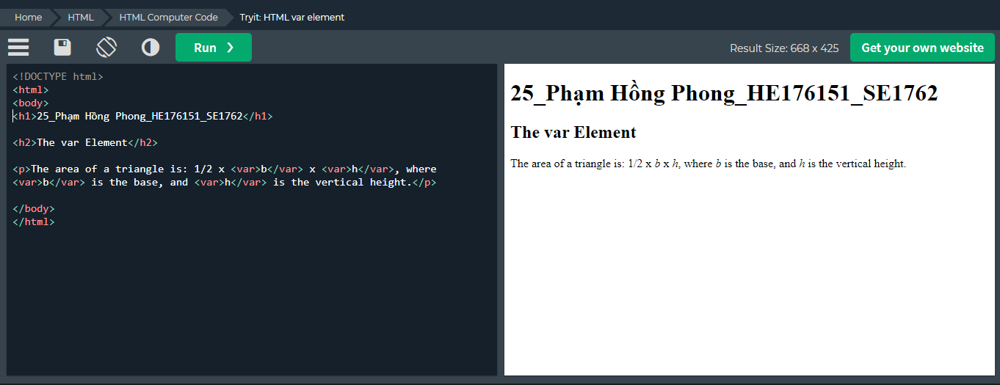 Home HTML HTML Computer Code Tryit: HTML var element
Run ❯ Result Size: 668 x 425 Get your own website
<!DOCTYPE html>
<html>
<body>
<h1>25_Phạm Hồng Phong_HE176151_SE1762</h1>
<h2>The var Element</h2>
<p>The area of a triangle is: 1/2 x <var>b</var> x <var>h</var>, where
<var>b</var> is the base, and <var>h</var> is the vertical height.</p>
</body>
</html>
25_Phạm Hồng Phong_HE176151_SE1762
The var Element
The area of a triangle is: 1/2 x b x h, where b is the base, and h is the vertical height.